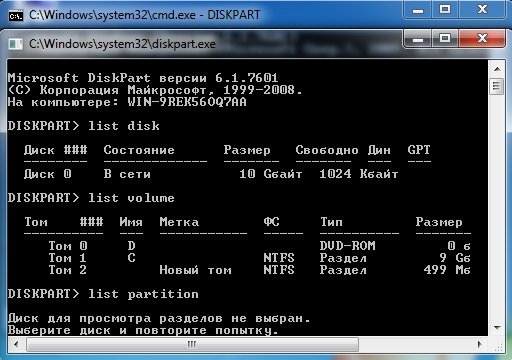 C:\Windows\system32\cmd.exe - DISKPART
C:\Windows\system32\diskpart.exe
Microsoft DiskPart версии 6.1.7601
(C) Корпорация Майкрософт, 1999-2008.
На компьютере: WIN-9REK56OQ7AA
DISKPART> list disk
Диск ### Состояние Размер Свободно Дин GPT
-------- ------------- ------- ------- --- ---
Диск 0 В сети 10 Gбайт 1024 Kбайт
DISKPART> list volume
Том ### Имя Метка ФС Тип Размер
---------- --- ----------- ----- ---------- -------
Том 0 D DVD-ROM 0 б
Том 1 C NTFS Раздел 9 Gб
Том 2 Новый том NTFS Раздел 499 Mб
DISKPART> list partition
Диск для просмотра разделов не выбран.
Выберите диск и повторите попытку.